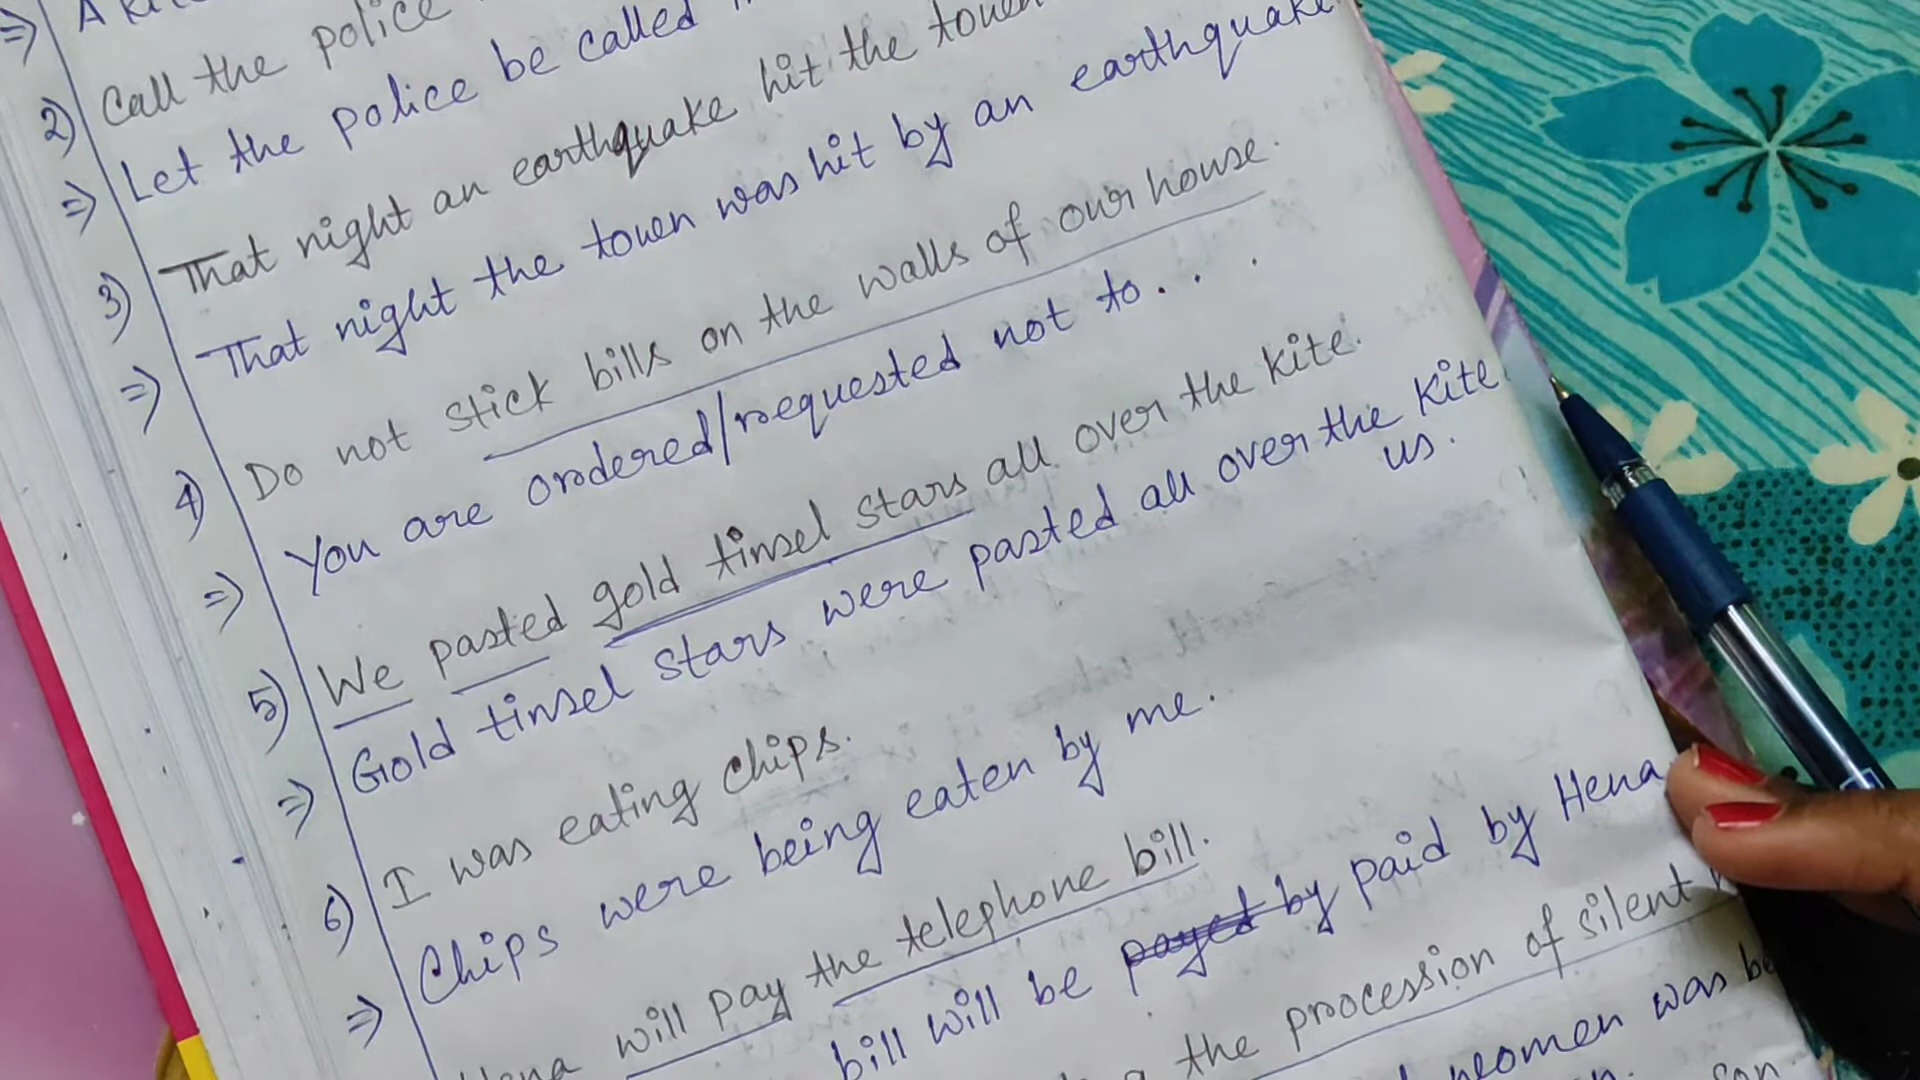 => A
2) Call the police
=> Let the police be called
3) That night an earthquake hit the town
=> That night the town was hit by an earthquake
4) Do not stick bills on the walls of our house.
=> You are ordered/requested not to . . .
5) We pasted gold tinsel stars all over the kite.
=> Gold tinsel stars were pasted all over the kite
us.
6) I was eating chips.
=> Chips were being eaten by me.
Hena will pay the telephone bill.
bill will be payed by paid by Hena
the procession of silent
women was